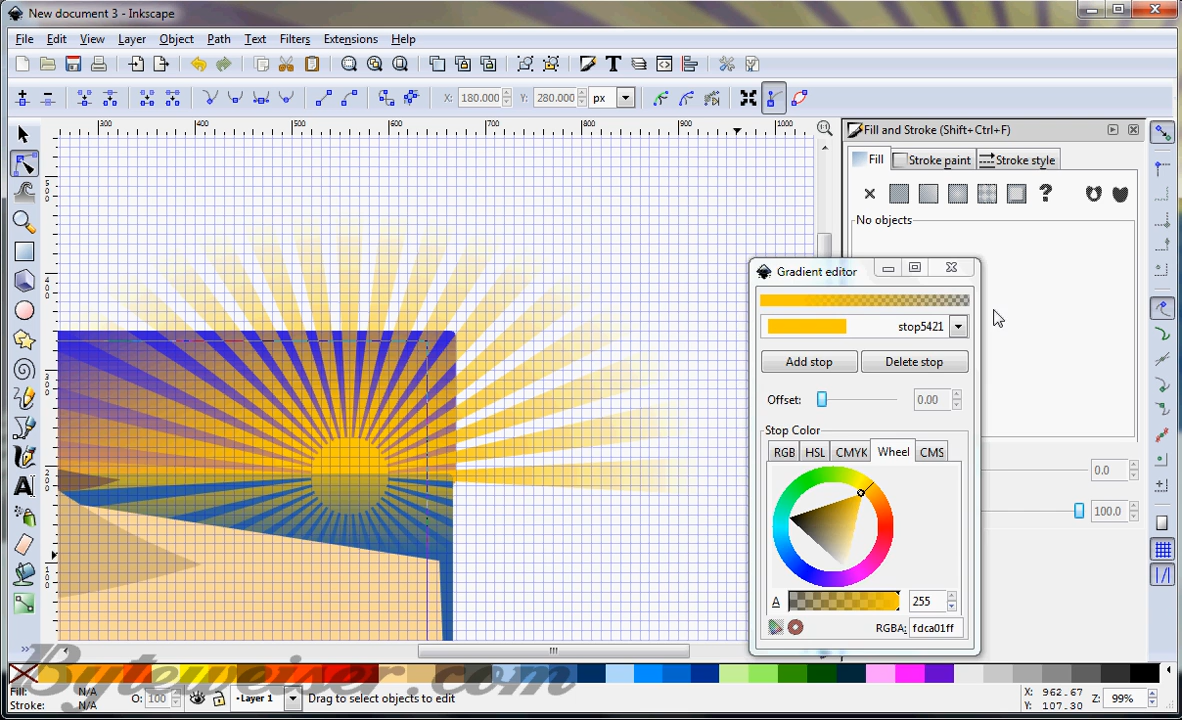 New document 3 - Inkscape
File Edit View Layer Object Path Text Filters Extensions Help
X: 180.000 Y: 280.000 px
300 400 500 600 700 800 900 1000
Fill and Stroke (Shift+Ctrl+F)
Fill Stroke paint Stroke style
No objects
Gradient editor
stop5421
Add stop Delete stop
Offset: 0.00
Stop Color
RGB HSL CMYK Wheel CMS
0.0
100.0
A 255
RGBA: fdca01ff
Byteweiser.com
Fill: N/A
Stroke: N/A
O: 100
Layer 1
Drag to select objects to edit
X: 962.67
Y: 107.30
Z: 99%